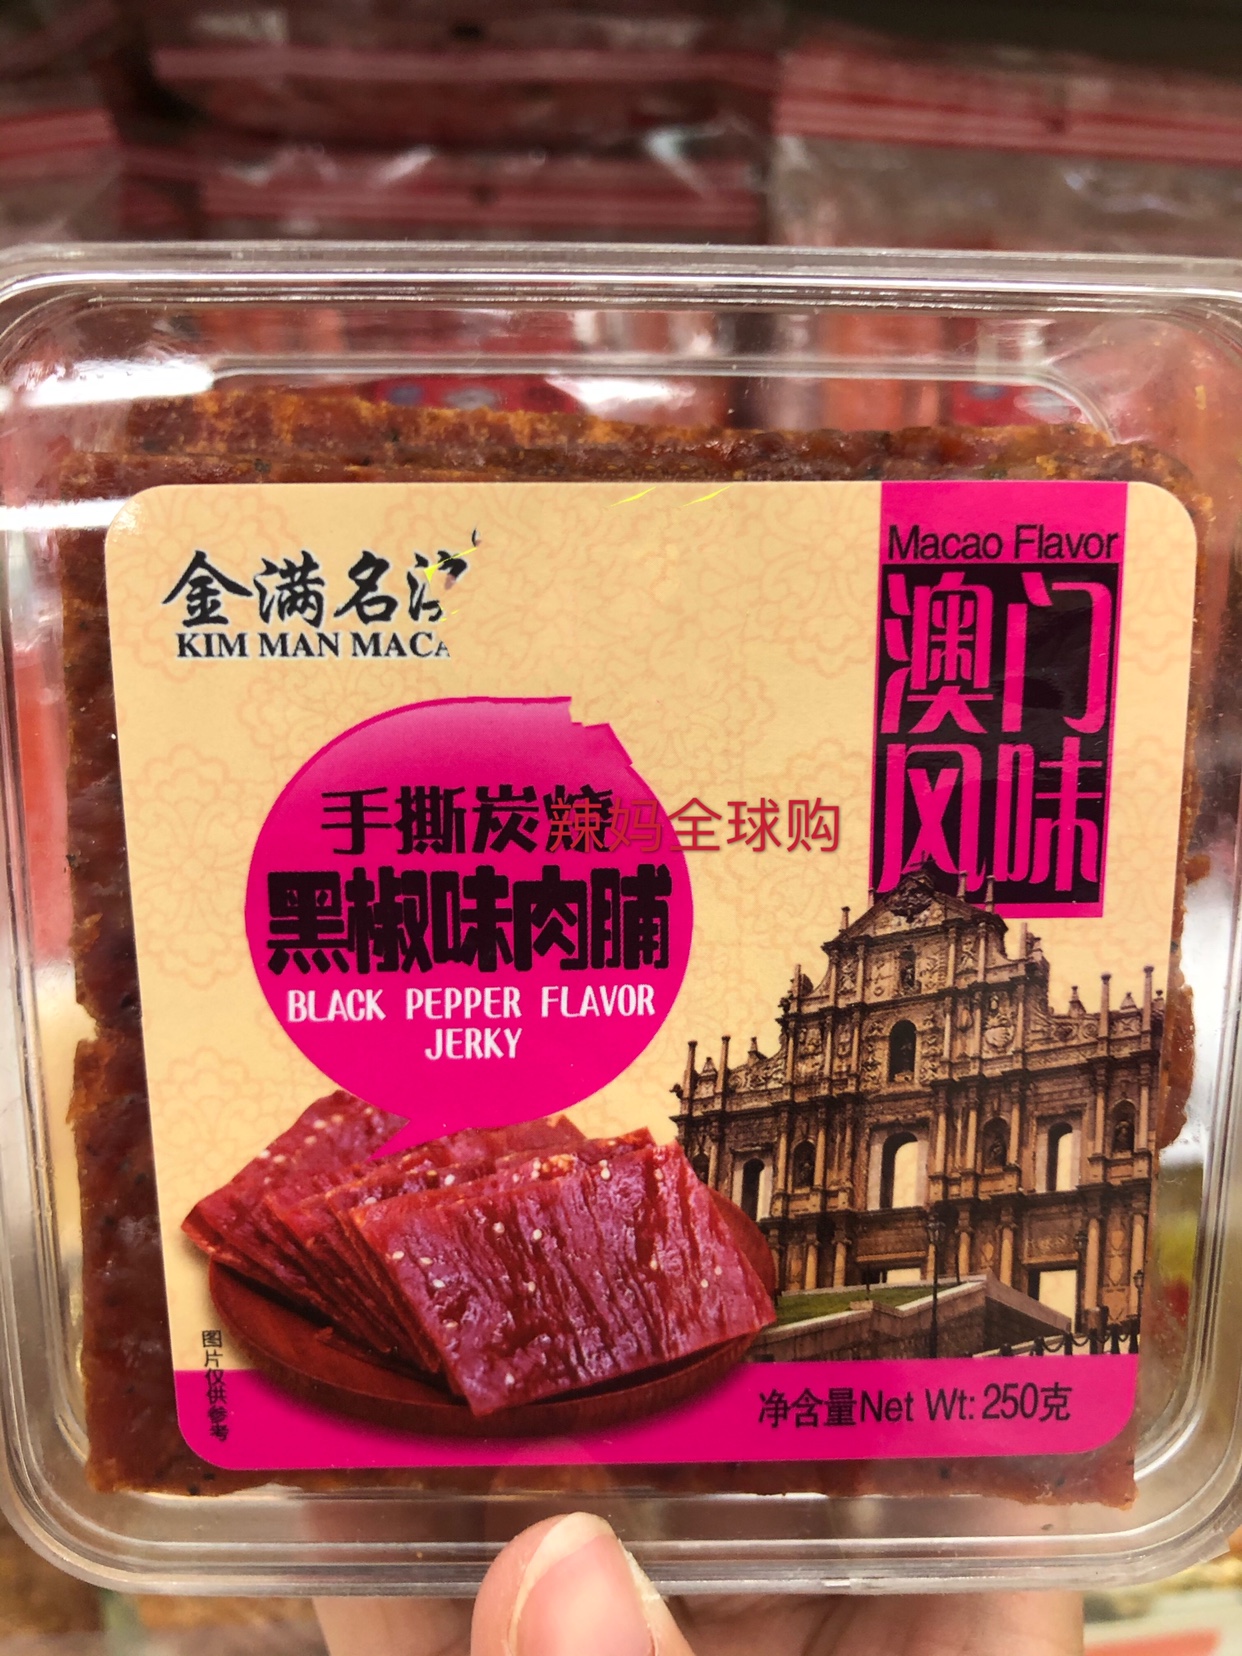 金满名
KIM MAN MAC
Macao Flavor
澳门
风味
手撕炭烧
辣妈全球购
黑椒味肉脯
BLACK PEPPER FLAVOR
JERKY
图片仅供参考
净含量Net Wt: 250克